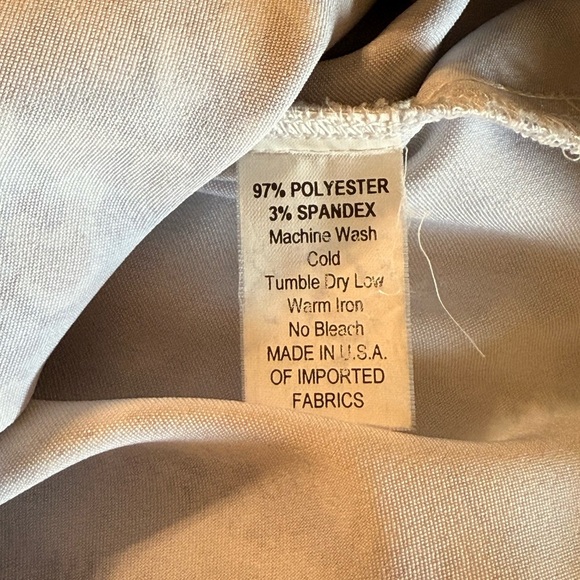 97% POLYESTER
3% SPANDEX
Machine Wash
Cold
Tumble Dry Low
Warm Iron
No Bleach
MADE IN U.S.A.
OF IMPORTED
FABRICS